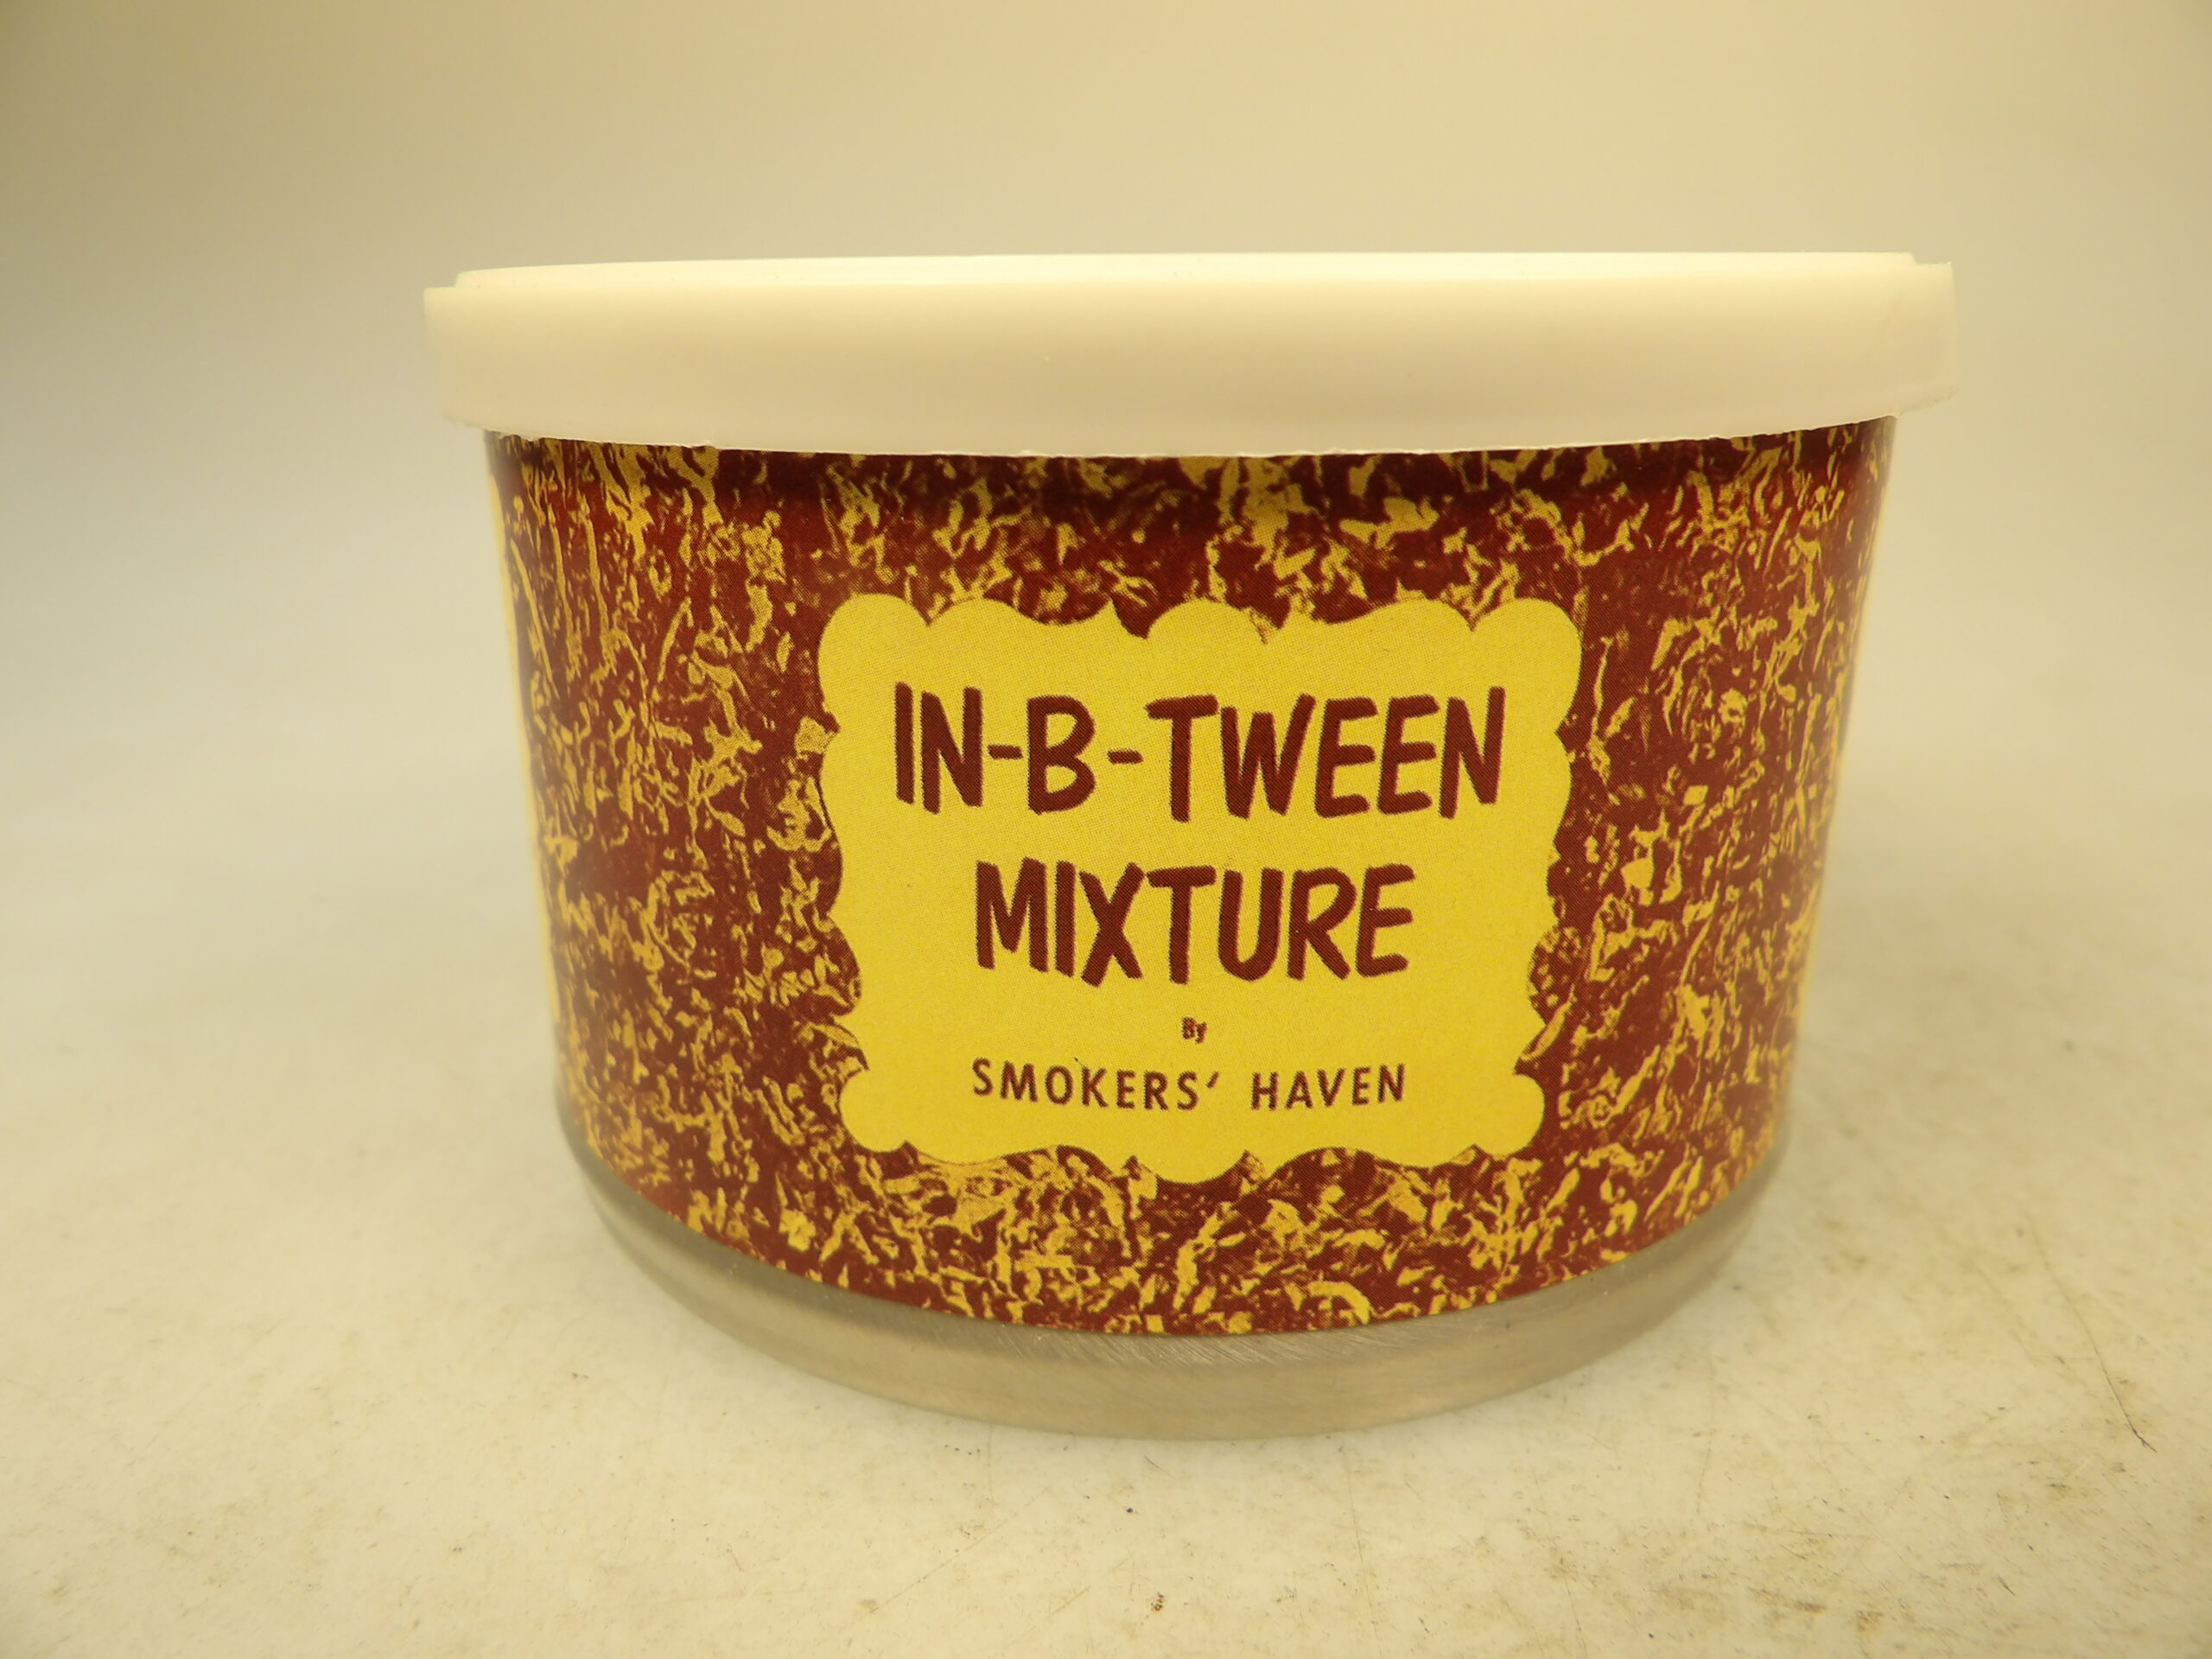 IN-B-TWEEN
MIXTURE
By
SMOKERS' HAVEN